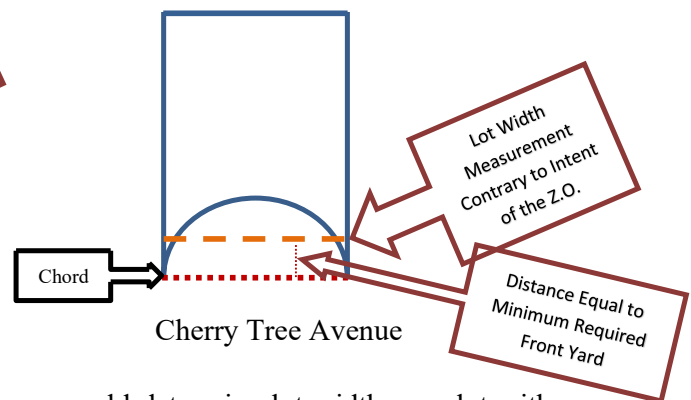 Lot Width
Measurement
Contrary to Intent
of the Z.O.
Chord
Distance Equal to
Minimum Required
Front Yard
Cherry Tree Avenue